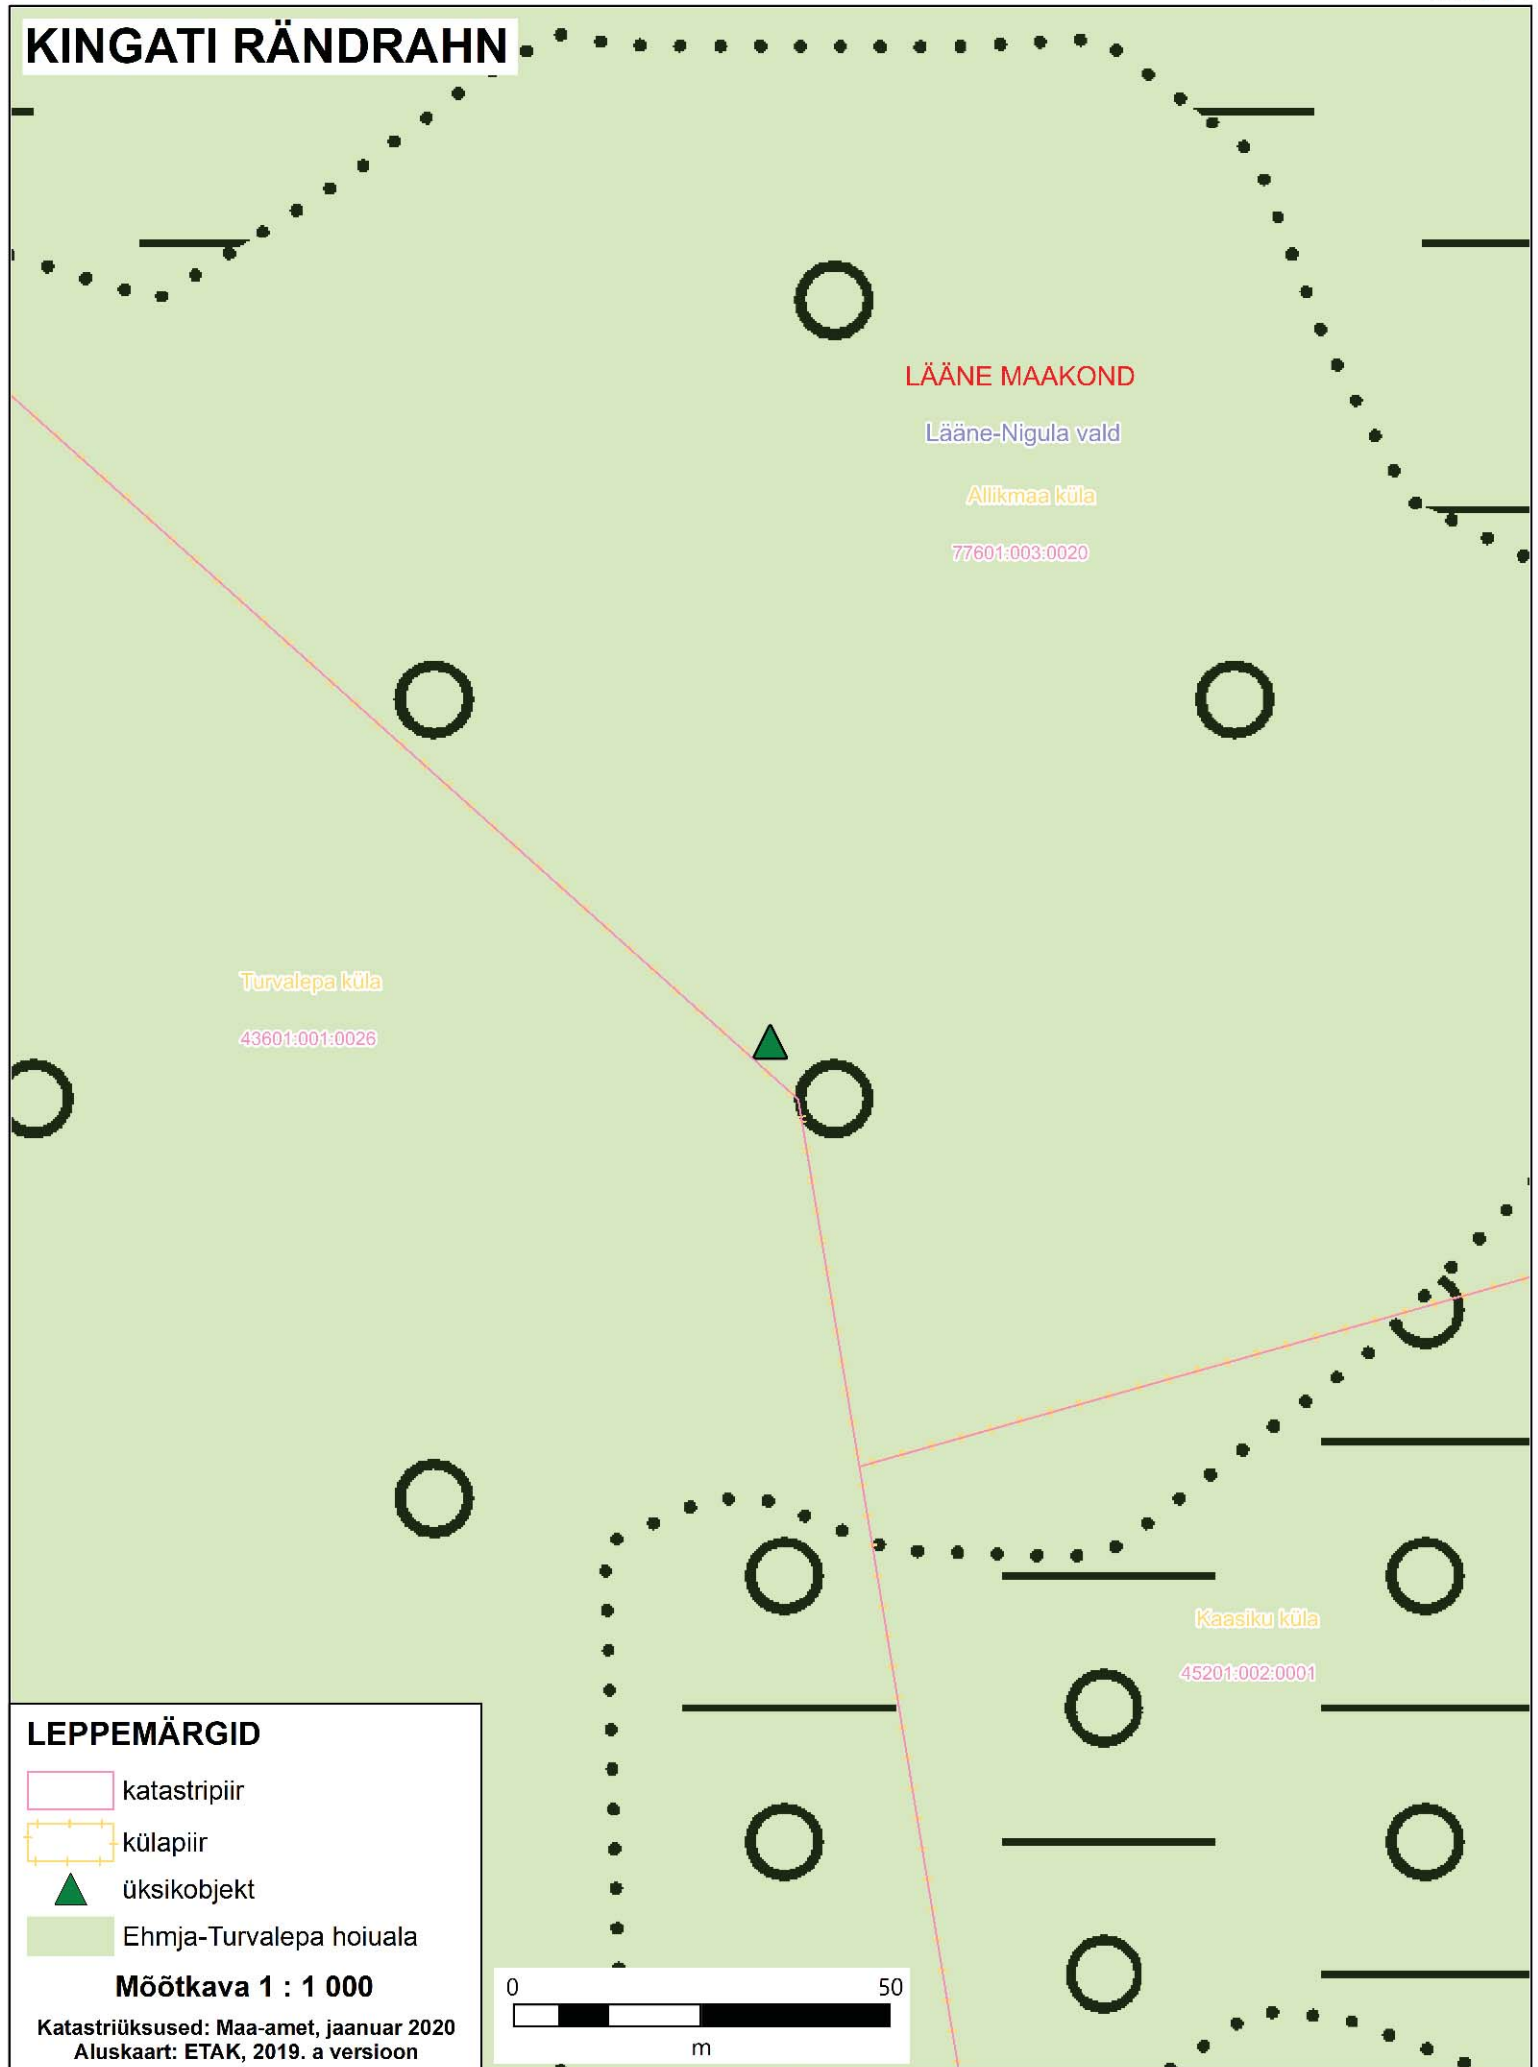 KINGATI RÄNDRAHN
LÄÄNE MAAKOND
Lääne-Nigula vald
Allikmaa küla
77601:003:0020
Turvalepa küla
43601:001:0026
Kaasiku küla
45201:002:0001
LEPPEMÄRGID
katastripiir
külapiir
üksikobjekt
Ehmja-Turvalepa hoiuala
Mõõtkava 1 : 1 000
Katastriüksused: Maa-amet, jaanuar 2020
Aluskaart: ETAK, 2019. a versioon
0 50
m